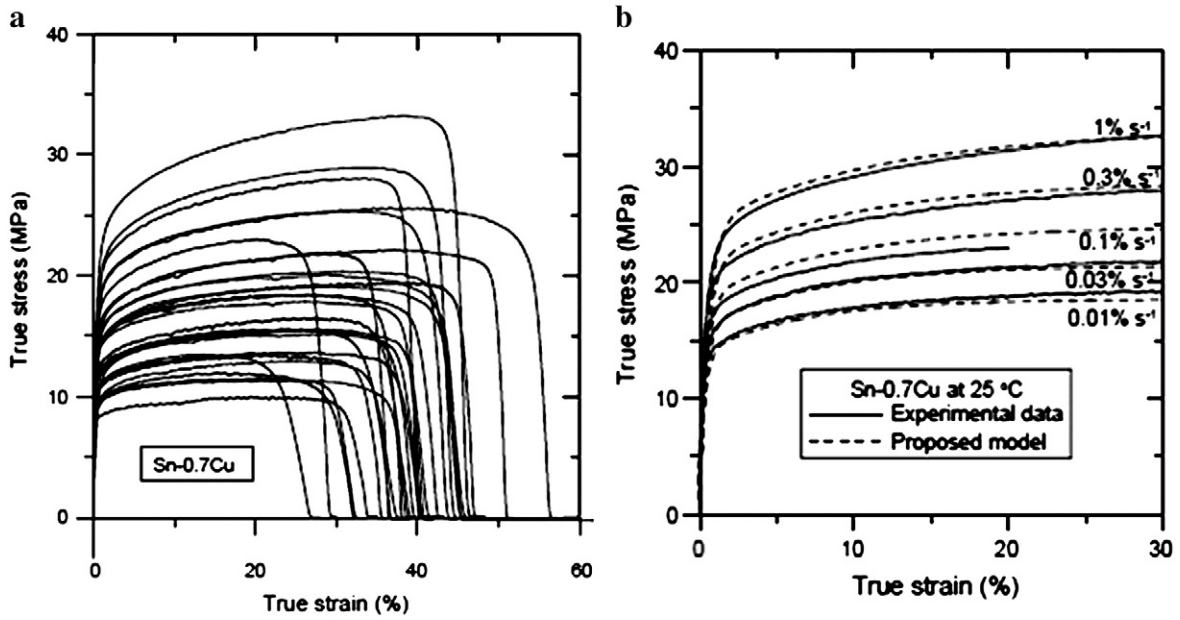 a
True stress (MPa)
40
30
20
10
0
Sn-0.7Cu
0
20
40
60
True strain (%)
b
True stress (MPa)
40
30
20
10
0
1% s⁻¹
0.3% s⁻¹
0.1% s⁻¹
0.03% s⁻¹
0.01% s⁻¹
Sn-0.7Cu at 25 °C
Experimental data
Proposed model
0
10
20
30
True strain (%)